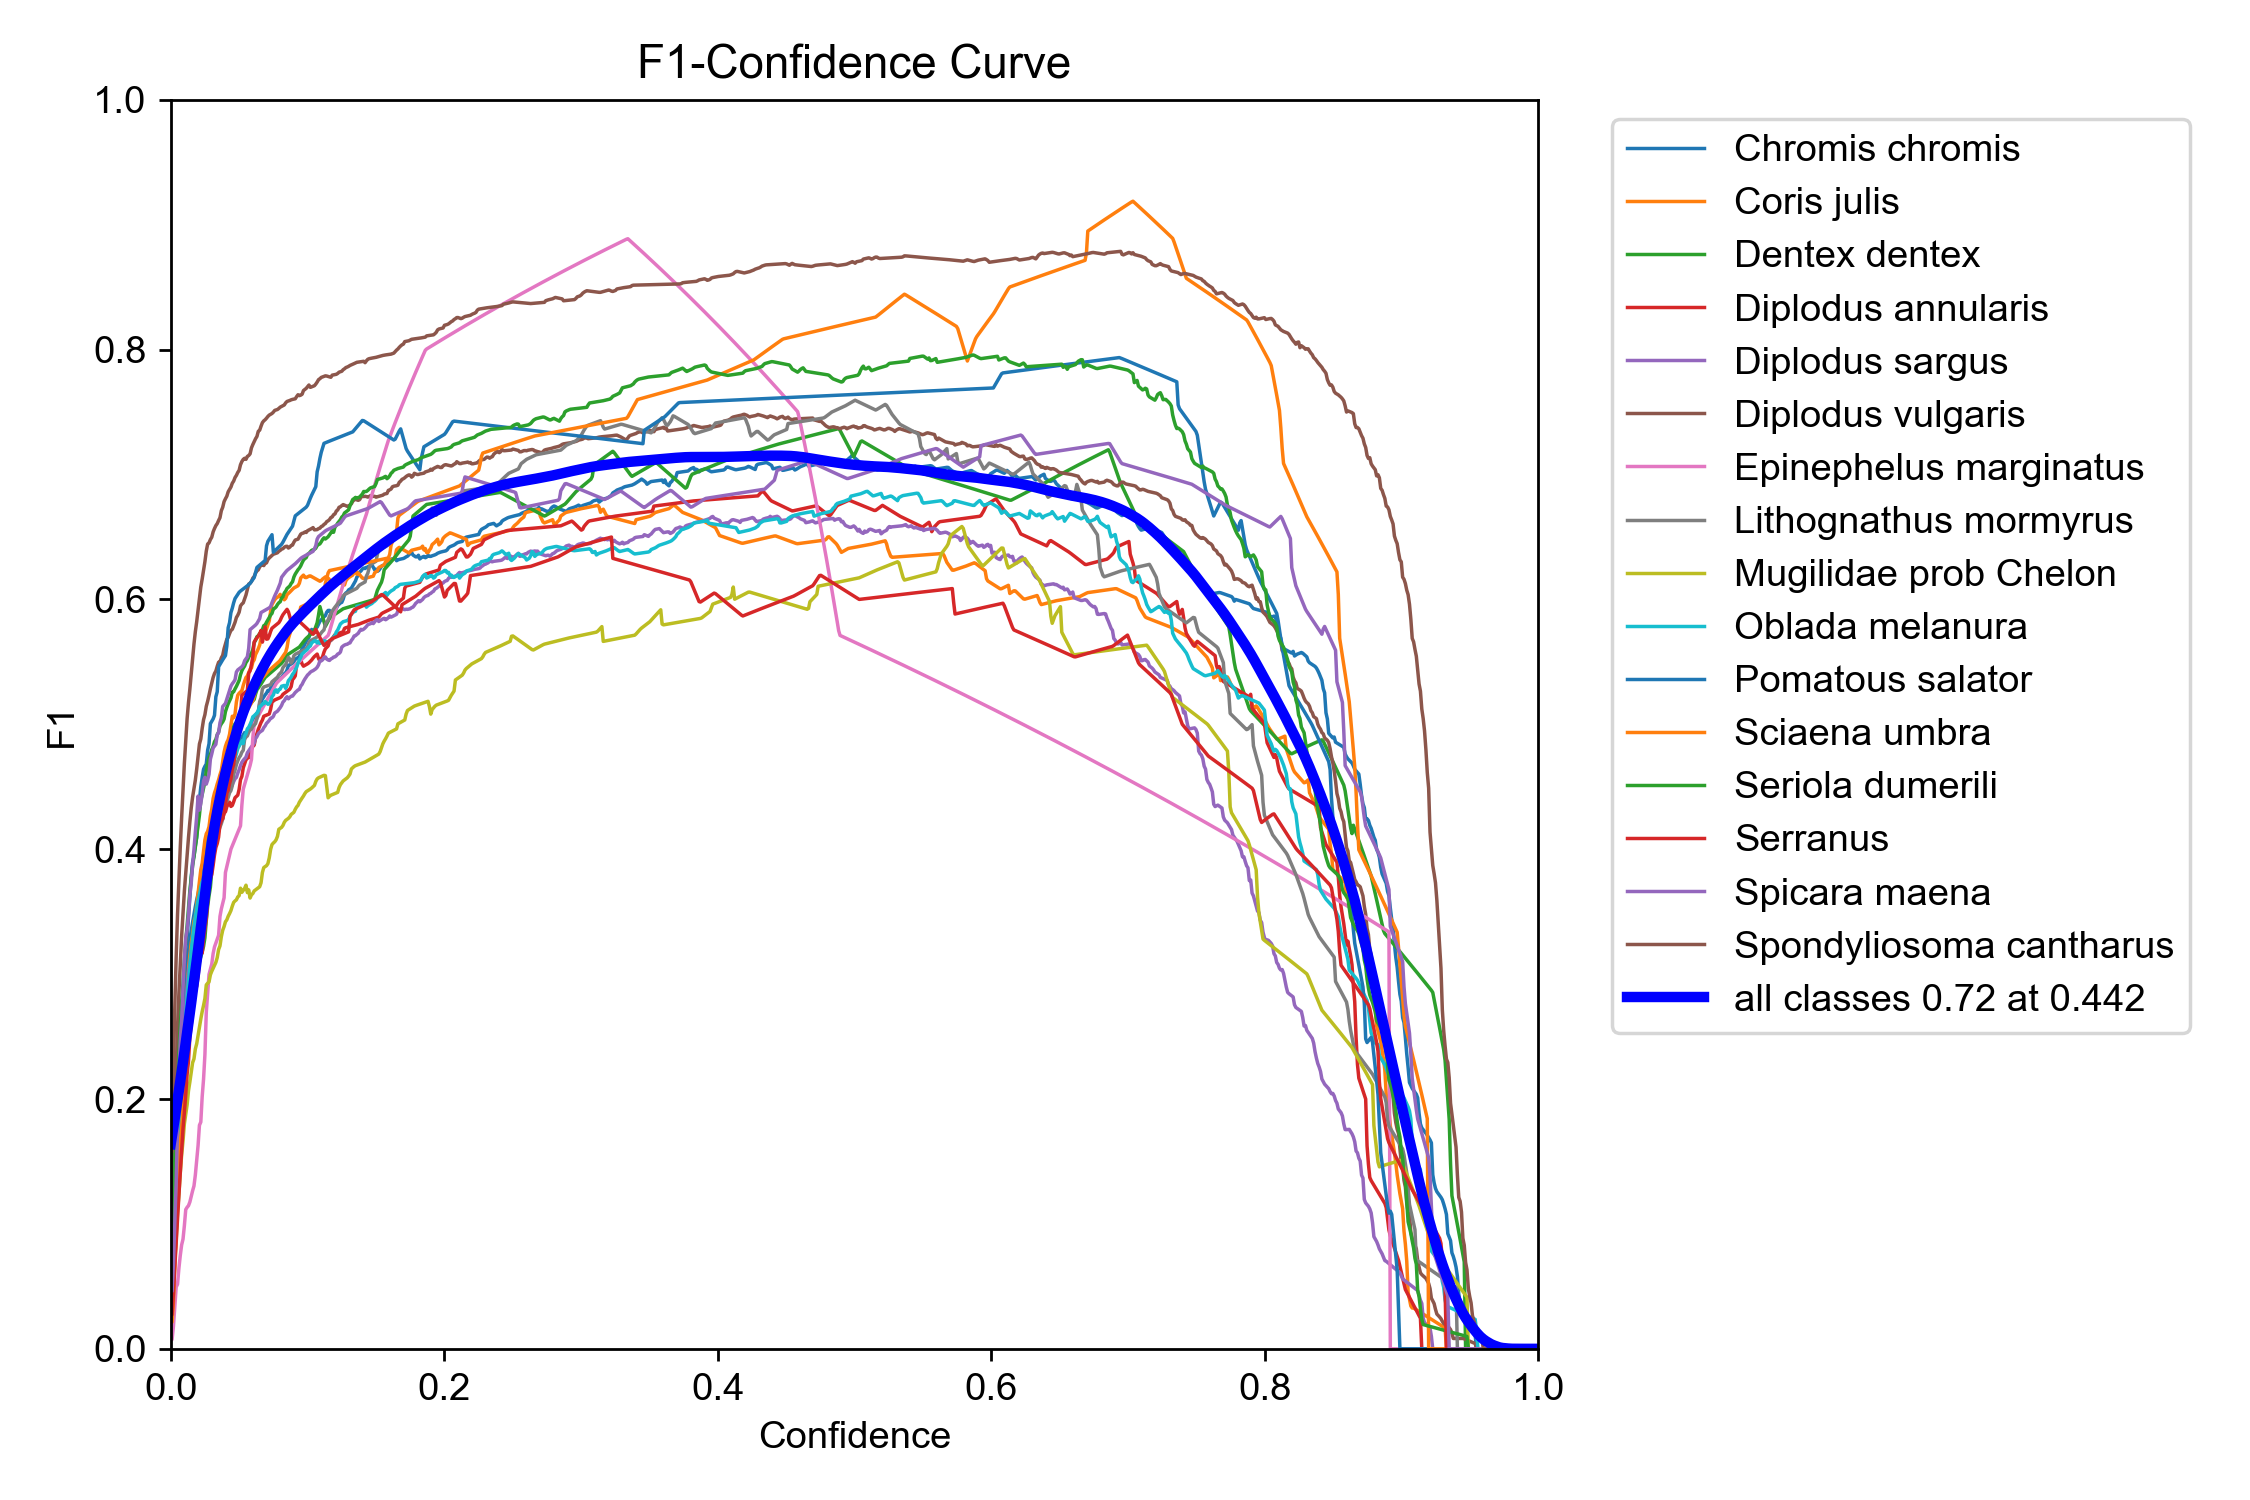 F1-Confidence Curve
1.0
0.8
0.6
0.4
0.2
0.0
F1
0.0 0.2 0.4 0.6 0.8 1.0
Confidence
Chromis chromis
Coris julis
Dentex dentex
Diplodus annularis
Diplodus sargus
Diplodus vulgaris
Epinephelus marginatus
Lithognathus mormyrus
Mugilidae prob Chelon
Oblada melanura
Pomatous salator
Sciaena umbra
Seriola dumerili
Serranus
Spicara maena
Spondyliosoma cantharus
all classes 0.72 at 0.442